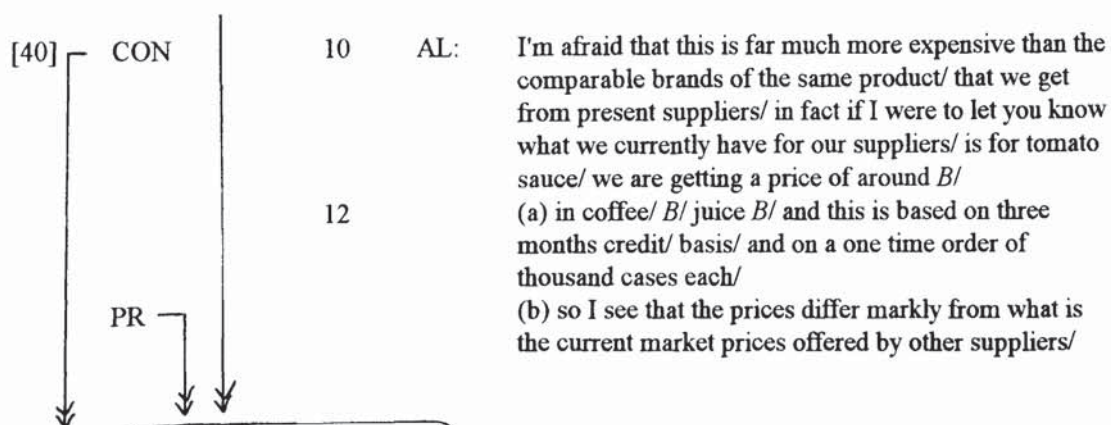 [40] CON 10 AL: I'm afraid that this is far much more expensive than the
comparable brands of the same product/ that we get
from present suppliers/ in fact if I were to let you know
what we currently have for our suppliers/ is for tomato
sauce/ we are getting a price of around B/
12 (a) in coffee/ B/ juice B/ and this is based on three
months credit/ basis/ and on a one time order of
thousand cases each/
PR (b) so I see that the prices differ markly from what is
the current market prices offered by other suppliers/